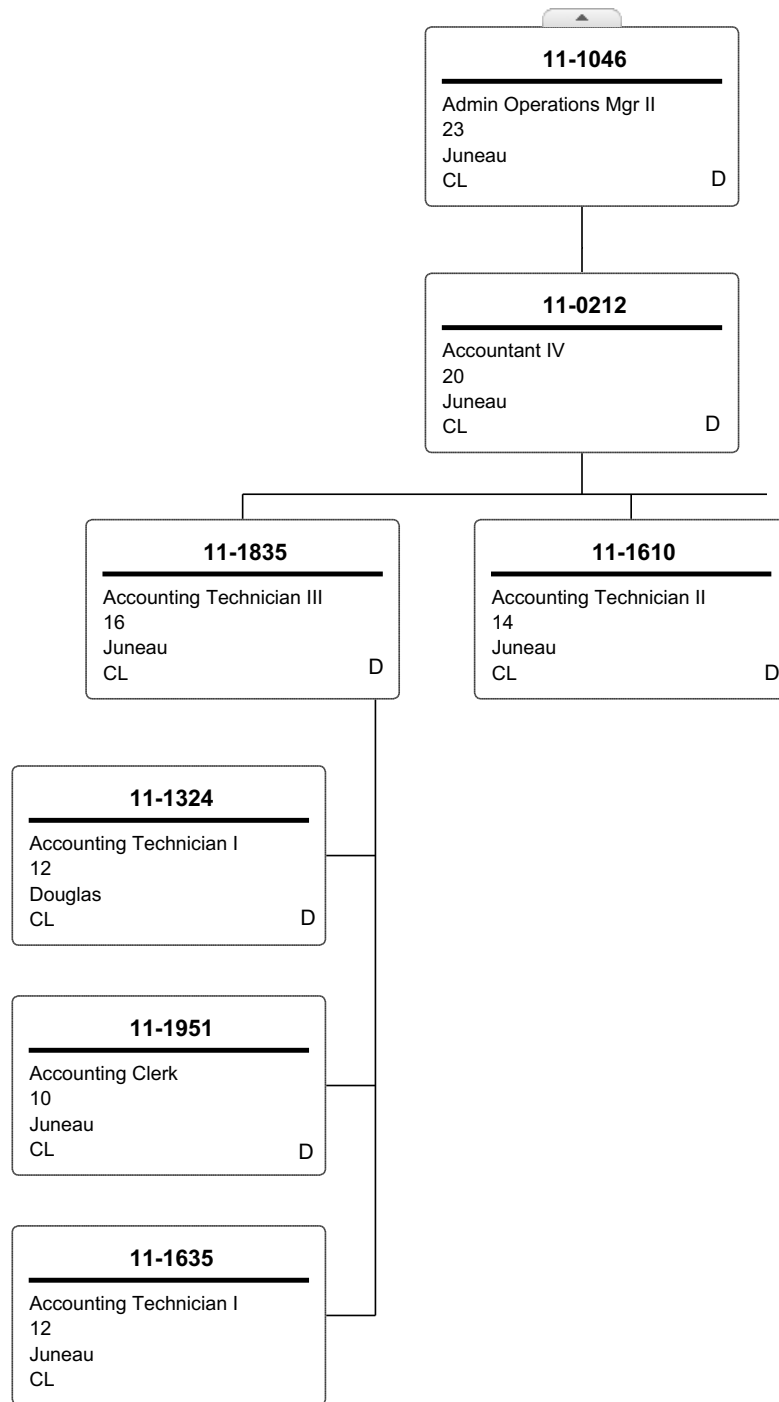 11-1046
Admin Operations Mgr II
23
Juneau
CL D
11-0212
Accountant IV
20
Juneau
CL D
11-1835
Accounting Technician III
16
Juneau
CL D
11-1610
Accounting Technician II
14
Juneau
CL D
11-1324
Accounting Technician I
12
Douglas
CL D
11-1951
Accounting Clerk
10
Juneau
CL D
11-1635
Accounting Technician I
12
Juneau
CL